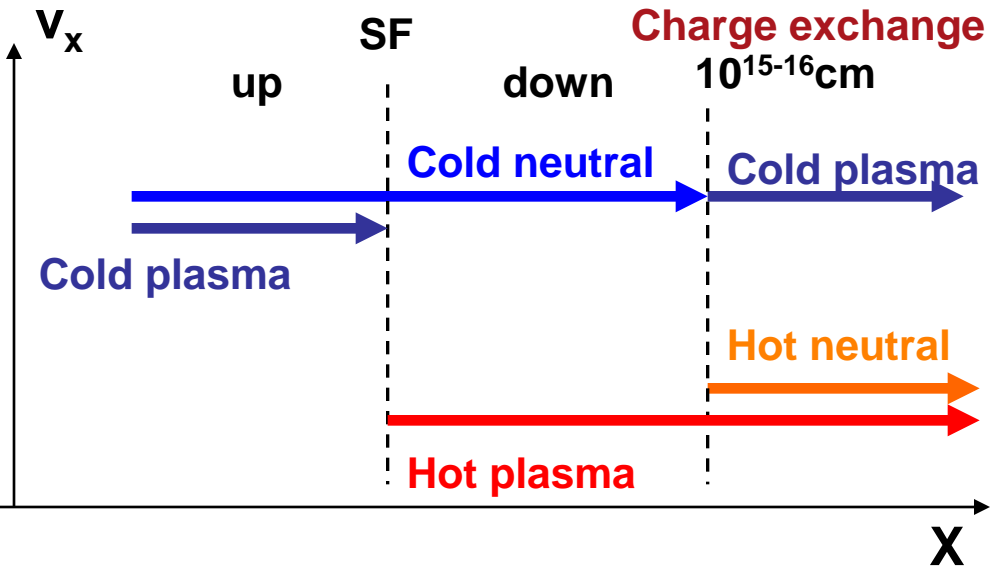 vₓ
SF
Charge exchange
10¹⁵⁻¹⁶cm
up
down
Cold neutral
Cold plasma
Cold plasma
Hot neutral
Hot plasma
X